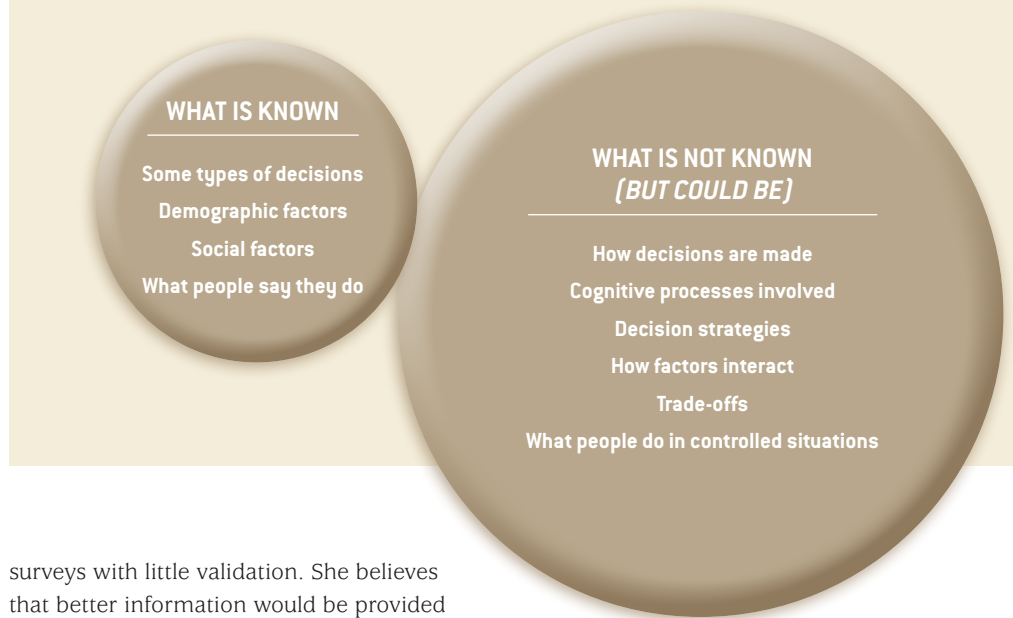 WHAT IS KNOWN
Some types of decisions
Demographic factors
Social factors
What people say they do
WHAT IS NOT KNOWN
(BUT COULD BE)
How decisions are made
Cognitive processes involved
Decision strategies
How factors interact
Trade-offs
What people do in controlled situations
surveys with little validation. She believes
that better information would be provided